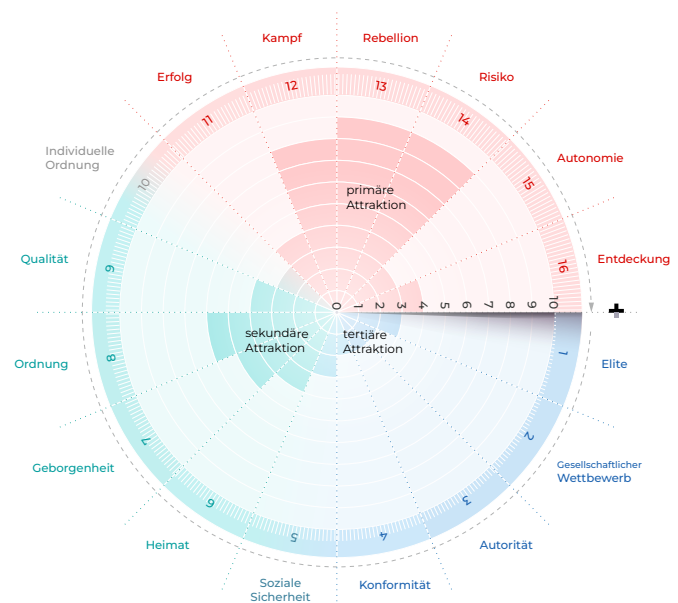 Kampf
Rebellion
Erfolg
Risiko
12
13
11
14
Individuelle
Ordnung
Autonomie
10
15
primäre
Attraktion
Qualität
Entdeckung
9
16
0 1 2 3 4 5 6 7 8 9 10
sekundäre
Attraktion
tertiäre
Attraktion
Ordnung
8
1
Elite
7
2
Geborgenheit
Gesellschaftlicher
Wettbewerb
6
3
5
4
Heimat
Autorität
Soziale
Sicherheit
Konformität